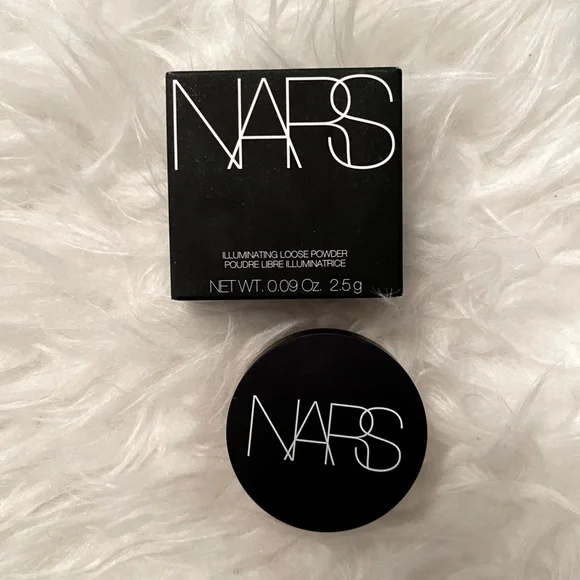 NARS
ILLUMINATING LOOSE POWDER
POUDRE LIBRE ILLUMINATRICE
NET WT. 0.09 Oz. 2.5 g
NARS